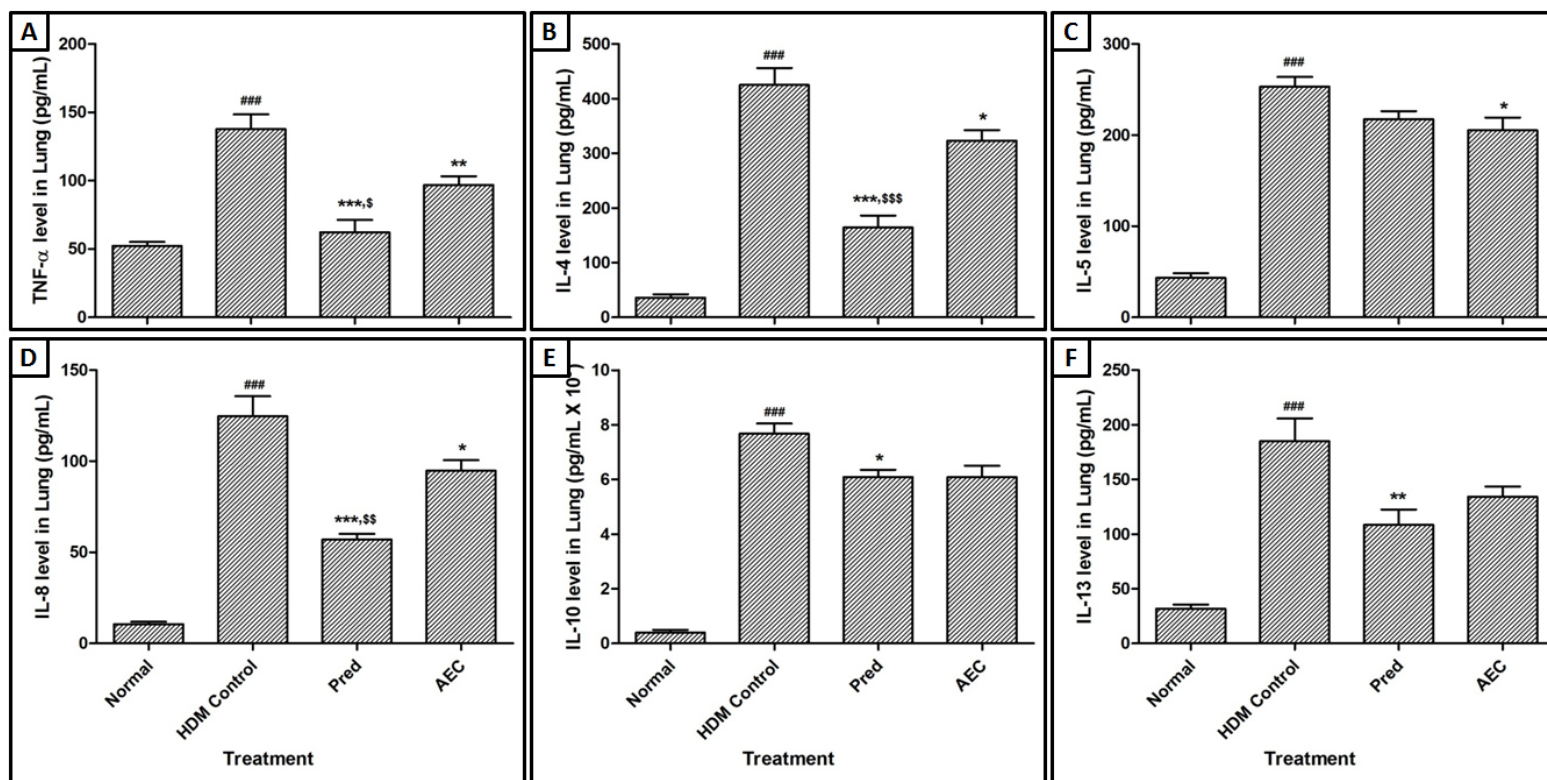 A
TNF-α level in Lung (pg/mL)
200
150
100
50
0
###
***,$
**
B
IL-4 level in Lung (pg/mL)
500
400
300
200
100
0
###
***,$$$
*
C
IL-5 level in Lung (pg/mL)
300
200
100
0
###
*
D
IL-8 level in Lung (pg/mL)
150
100
50
0
###
***,$$
*
Normal
HDM Control
Pred
AEC
Treatment
E
IL-10 level in Lung (pg/mL X 10
10
8
6
4
2
0
###
*
Normal
HDM Control
Pred
AEC
Treatment
F
IL-13 level in Lung (pg/mL)
250
200
150
100
50
0
###
**
Normal
HDM Control
Pred
AEC
Treatment